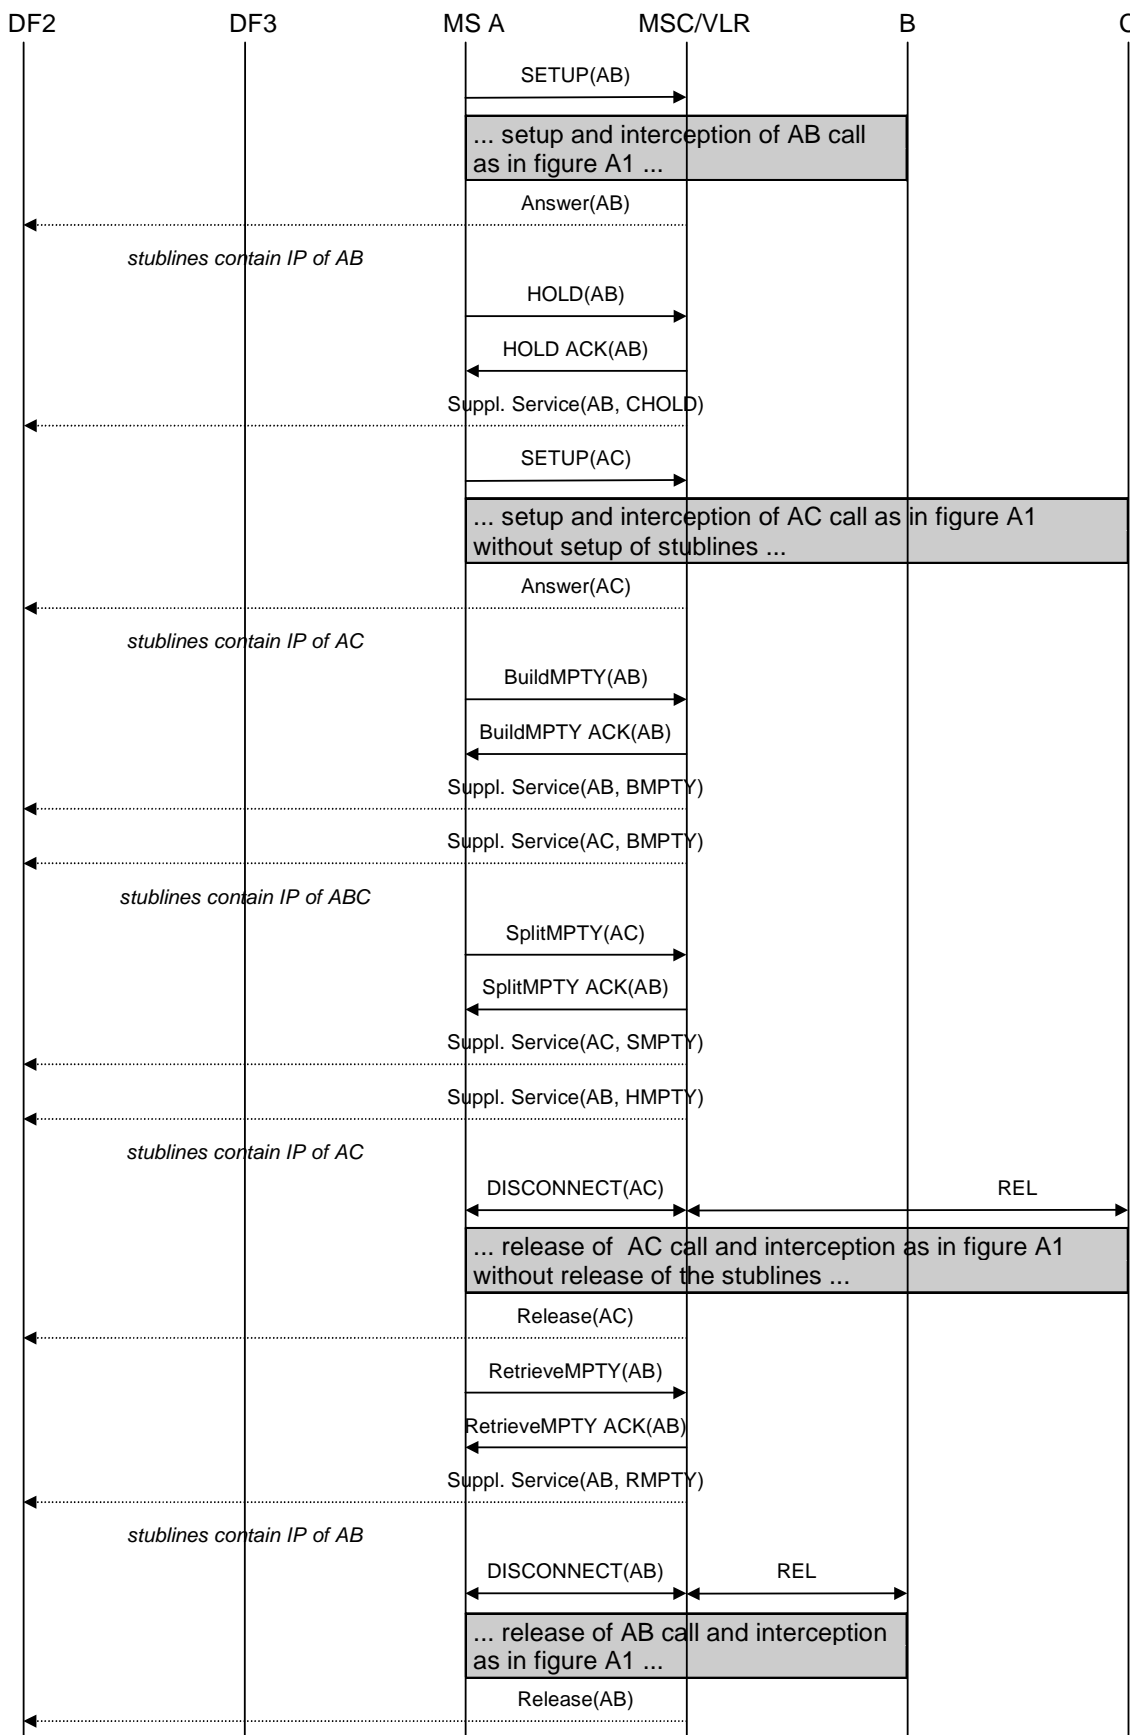 DF2 DF3 MS A MSC/VLR B C
SETUP(AB)
... setup and interception of AB call
as in figure A1 ...
Answer(AB)
stublines contain IP of AB
HOLD(AB)
HOLD ACK(AB)
Suppl. Service(AB, CHOLD)
SETUP(AC)
... setup and interception of AC call as in figure A1
without setup of stublines ...
Answer(AC)
stublines contain IP of AC
BuildMPTY(AB)
BuildMPTY ACK(AB)
Suppl. Service(AB, BMPTY)
Suppl. Service(AC, BMPTY)
stublines contain IP of ABC
SplitMPTY(AC)
SplitMPTY ACK(AB)
Suppl. Service(AC, SMPTY)
Suppl. Service(AB, HMPTY)
stublines contain IP of AC
DISCONNECT(AC) REL
... release of  AC call and interception as in figure A1
without release of the stublines ...
Release(AC)
RetrieveMPTY(AB)
RetrieveMPTY ACK(AB)
Suppl. Service(AB, RMPTY)
stublines contain IP of AB
DISCONNECT(AB) REL
... release of AB call and interception
as in figure A1 ...
Release(AB)